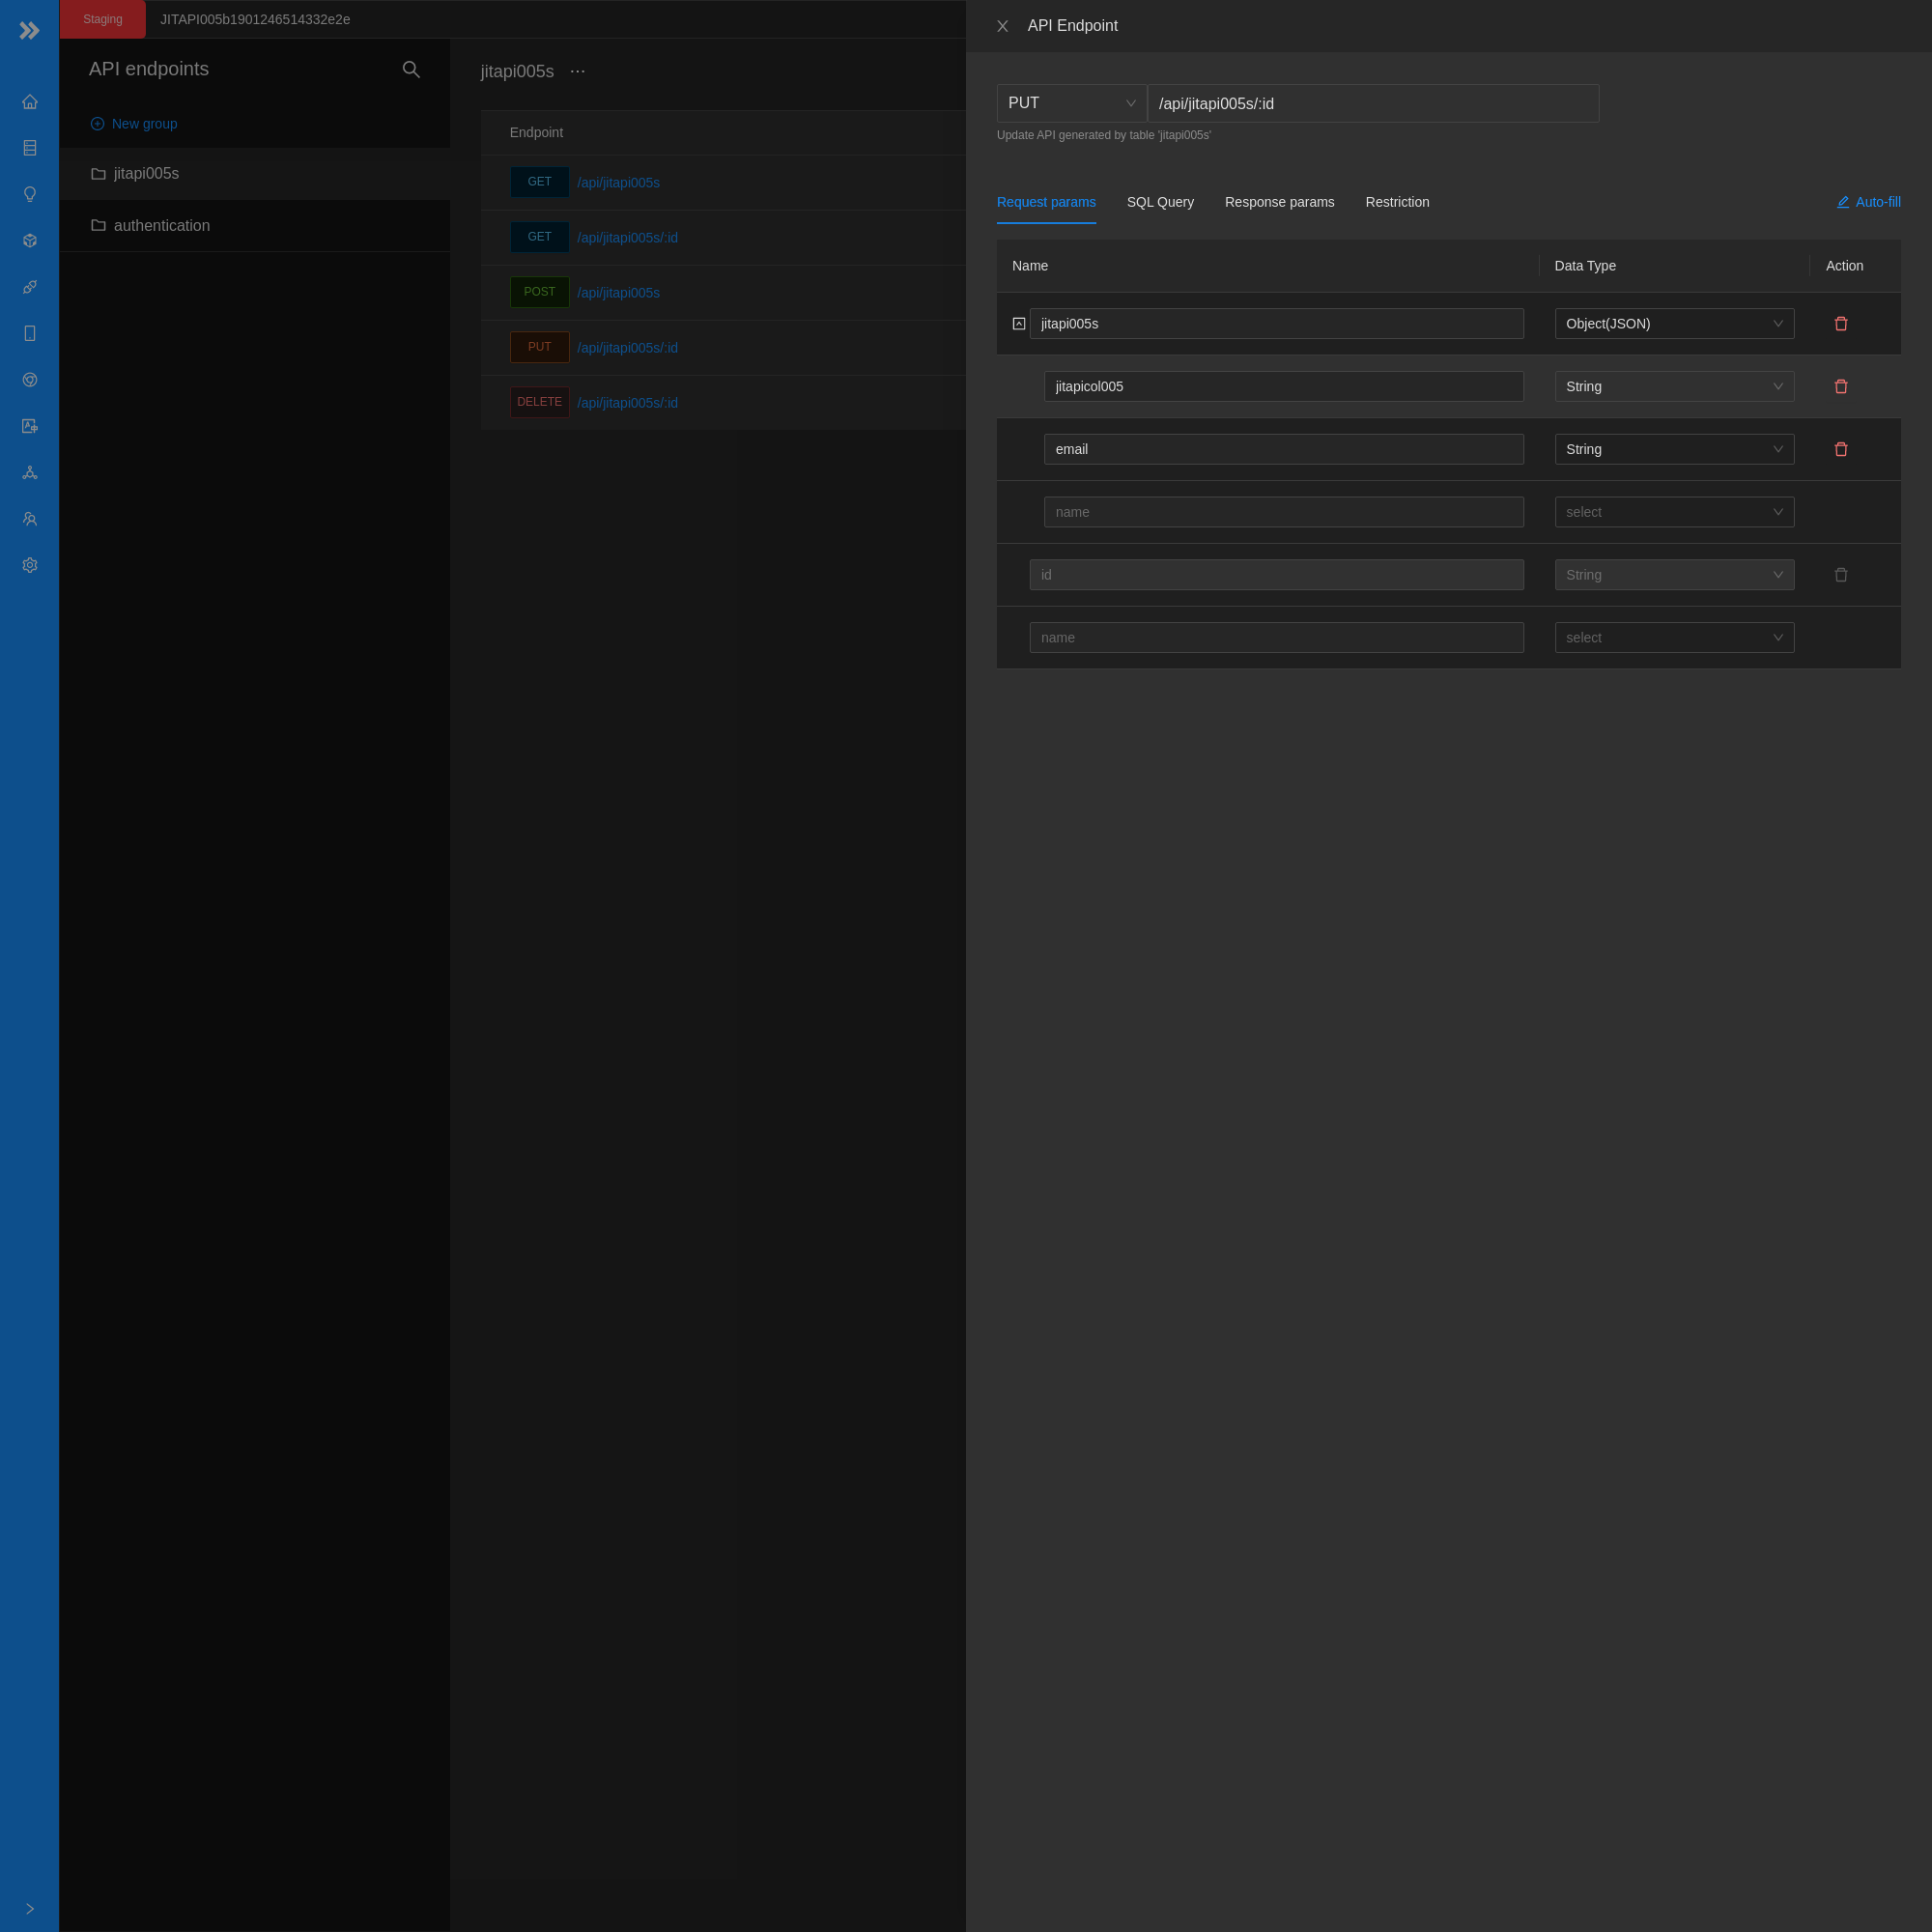 Staging
JITAPI005b1901246514332e2e
API endpoints
New group
jitapi005s
authentication
jitapi005s ···
Endpoint
GET /api/jitapi005s
GET /api/jitapi005s/:id
POST /api/jitapi005s
PUT /api/jitapi005s/:id
DELETE /api/jitapi005s/:id
API Endpoint
PUT /api/jitapi005s/:id
Update API generated by table 'jitapi005s'
Request params SQL Query Response params Restriction Auto-fill
Name Data Type Action
jitapi005s Object(JSON)
jitapicol005 String
email String
name select
id String
name select